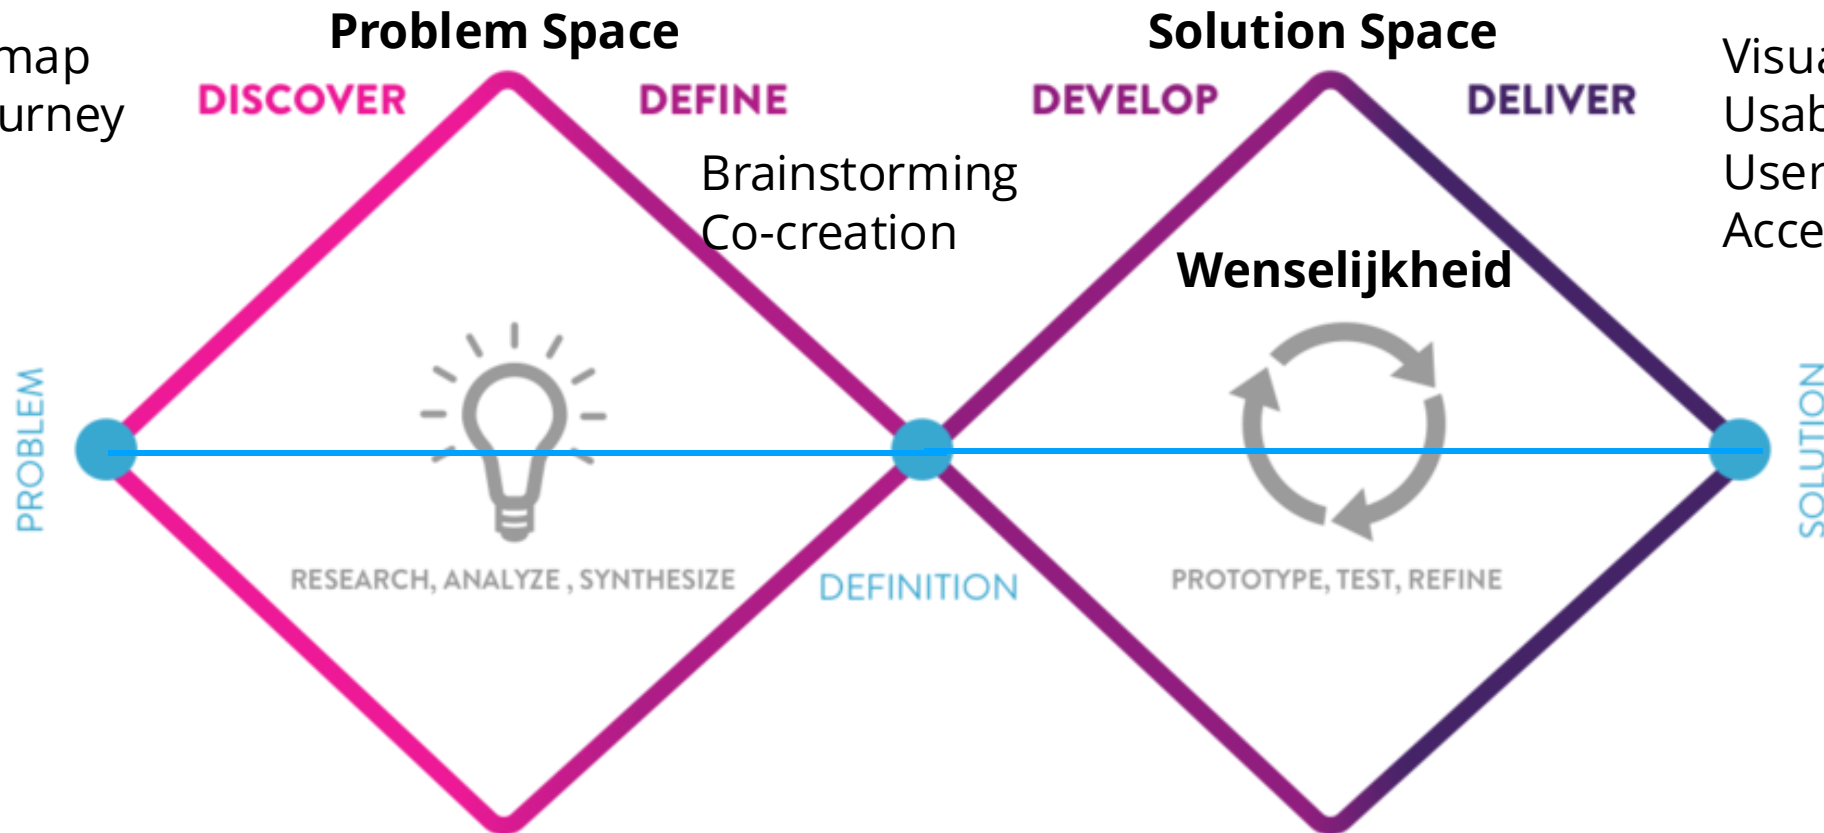 Problem Space
Solution Space
map
DISCOVER
DEFINE
DEVELOP
DELIVER
Brainstorming
Co-creation
Wenselijkheid
PROBLEM
SOLUTION
RESEARCH, ANALYZE , SYNTHESIZE
DEFINITION
PROTOTYPE, TEST, REFINE